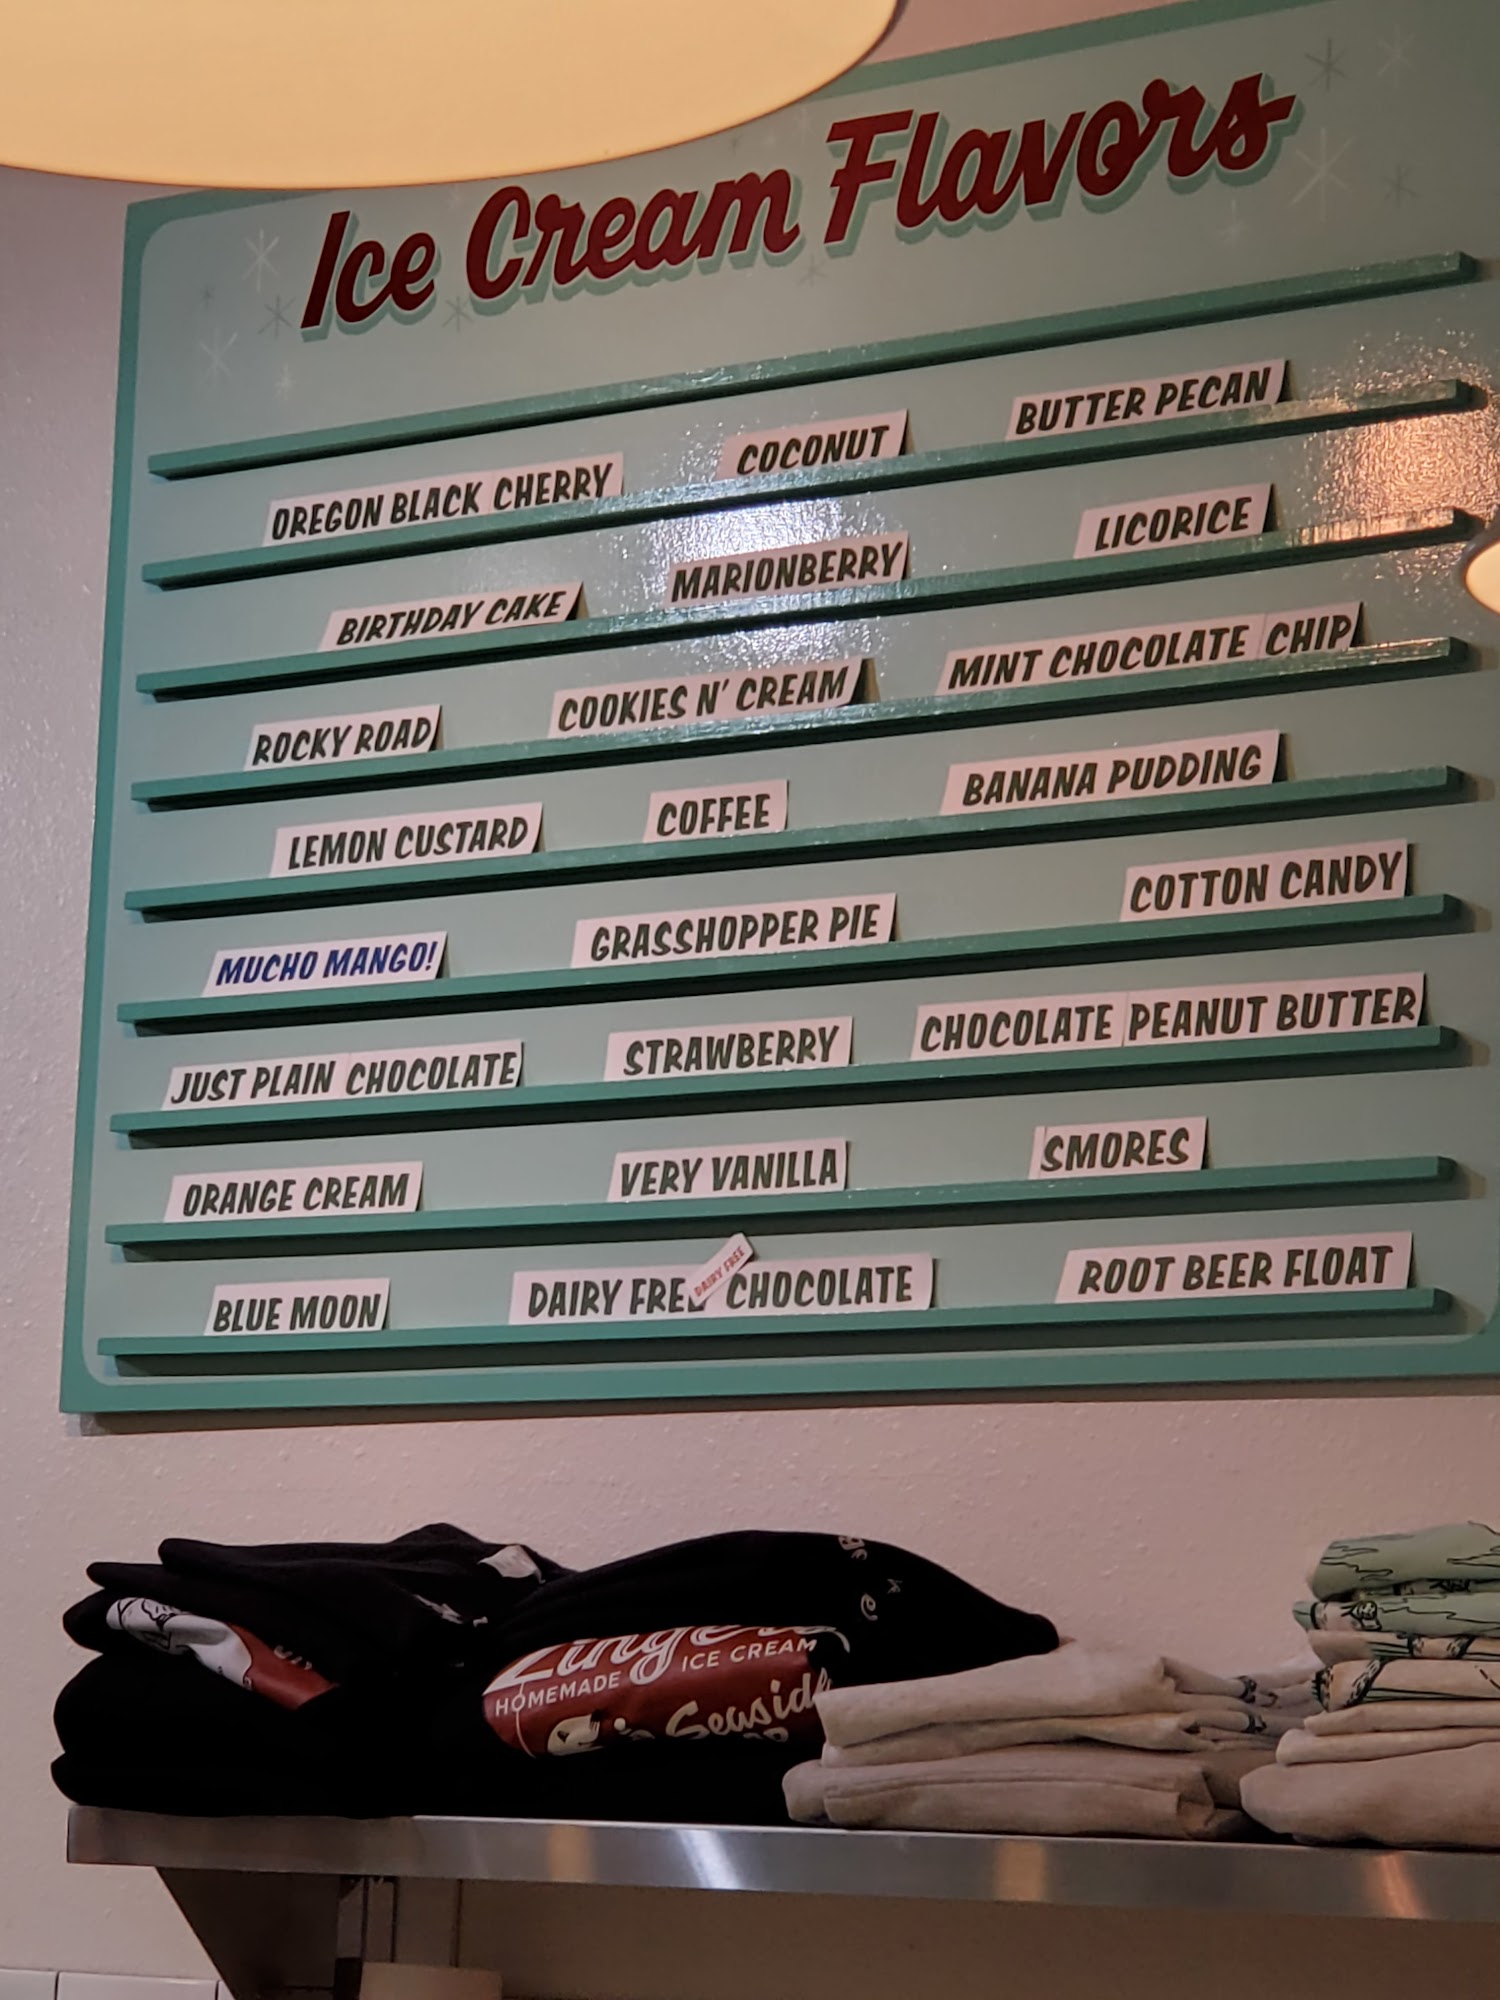 Ice Cream Flavors
OREGON BLACK CHERRY COCONUT BUTTER PECAN
BIRTHDAY CAKE MARIONBERRY LICORICE
ROCKY ROAD COOKIES N' CREAM MINT CHOCOLATE CHIP
LEMON CUSTARD COFFEE BANANA PUDDING
MUCHO MANGO! GRASSHOPPER PIE COTTON CANDY
JUST PLAIN CHOCOLATE STRAWBERRY CHOCOLATE PEANUT BUTTER
ORANGE CREAM VERY VANILLA SMORES
DAIRY FREE
BLUE MOON DAIRY FREE CHOCOLATE ROOT BEER FLOAT
HOMEMADE ICE CREAM
Seaside